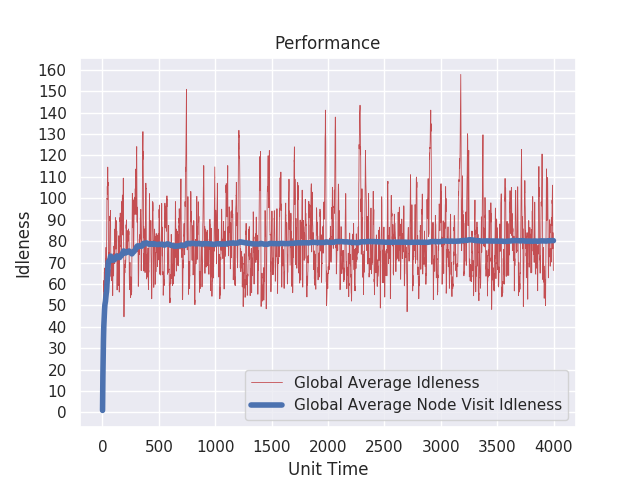 Performance
160
150
140
130
120
110
100
90
80
70
60
50
40
30
20
10
0
Idleness
Global Average Idleness
Global Average Node Visit Idleness
0 500 1000 1500 2000 2500 3000 3500 4000
Unit Time